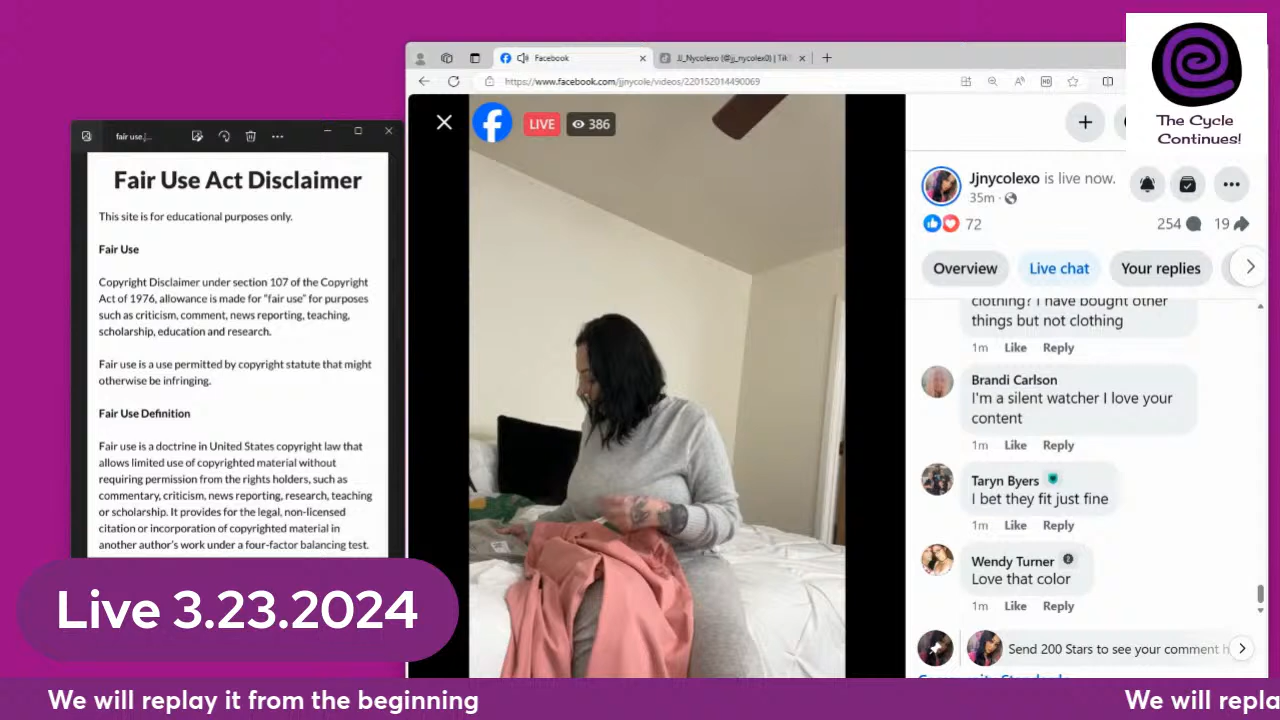 fair use.j...
Fair Use Act Disclaimer
This site is for educational purposes only.
Fair Use
Copyright Disclaimer under section 107 of the Copyright
Act of 1976, allowance is made for "fair use" for purposes
such as criticism, comment, news reporting, teaching,
scholarship, education and research.
Fair use is a use permitted by copyright statute that might
otherwise be infringing.
Fair Use Definition
Fair use is a doctrine in United States copyright law that
allows limited use of copyrighted material without
requiring permission from the rights holders, such as
commentary, criticism, news reporting, research, teaching
or scholarship. It provides for the legal, non-licensed
citation or incorporation of copyrighted material in
another author's work under a four-factor balancing test.
Live 3.23.2024
Facebook
JJ_Nycolexo (@jj_nycolex0) | Tik
https://www.facebook.com/jjnycole/videos/220152014490069
LIVE
386
The Cycle
Continues!
Jjnycolexo is live now.
35m
72
254
19
Overview
Live chat
Your replies
clothing? I have bought other
things but not clothing
1m Like Reply
Brandi Carlson
I'm a silent watcher I love your
content
1m Like Reply
Taryn Byers
I bet they fit just fine
1m Like Reply
Wendy Turner
Love that color
1m Like Reply
Send 200 Stars to see your comment h
We will replay it from the beginning
We will repla